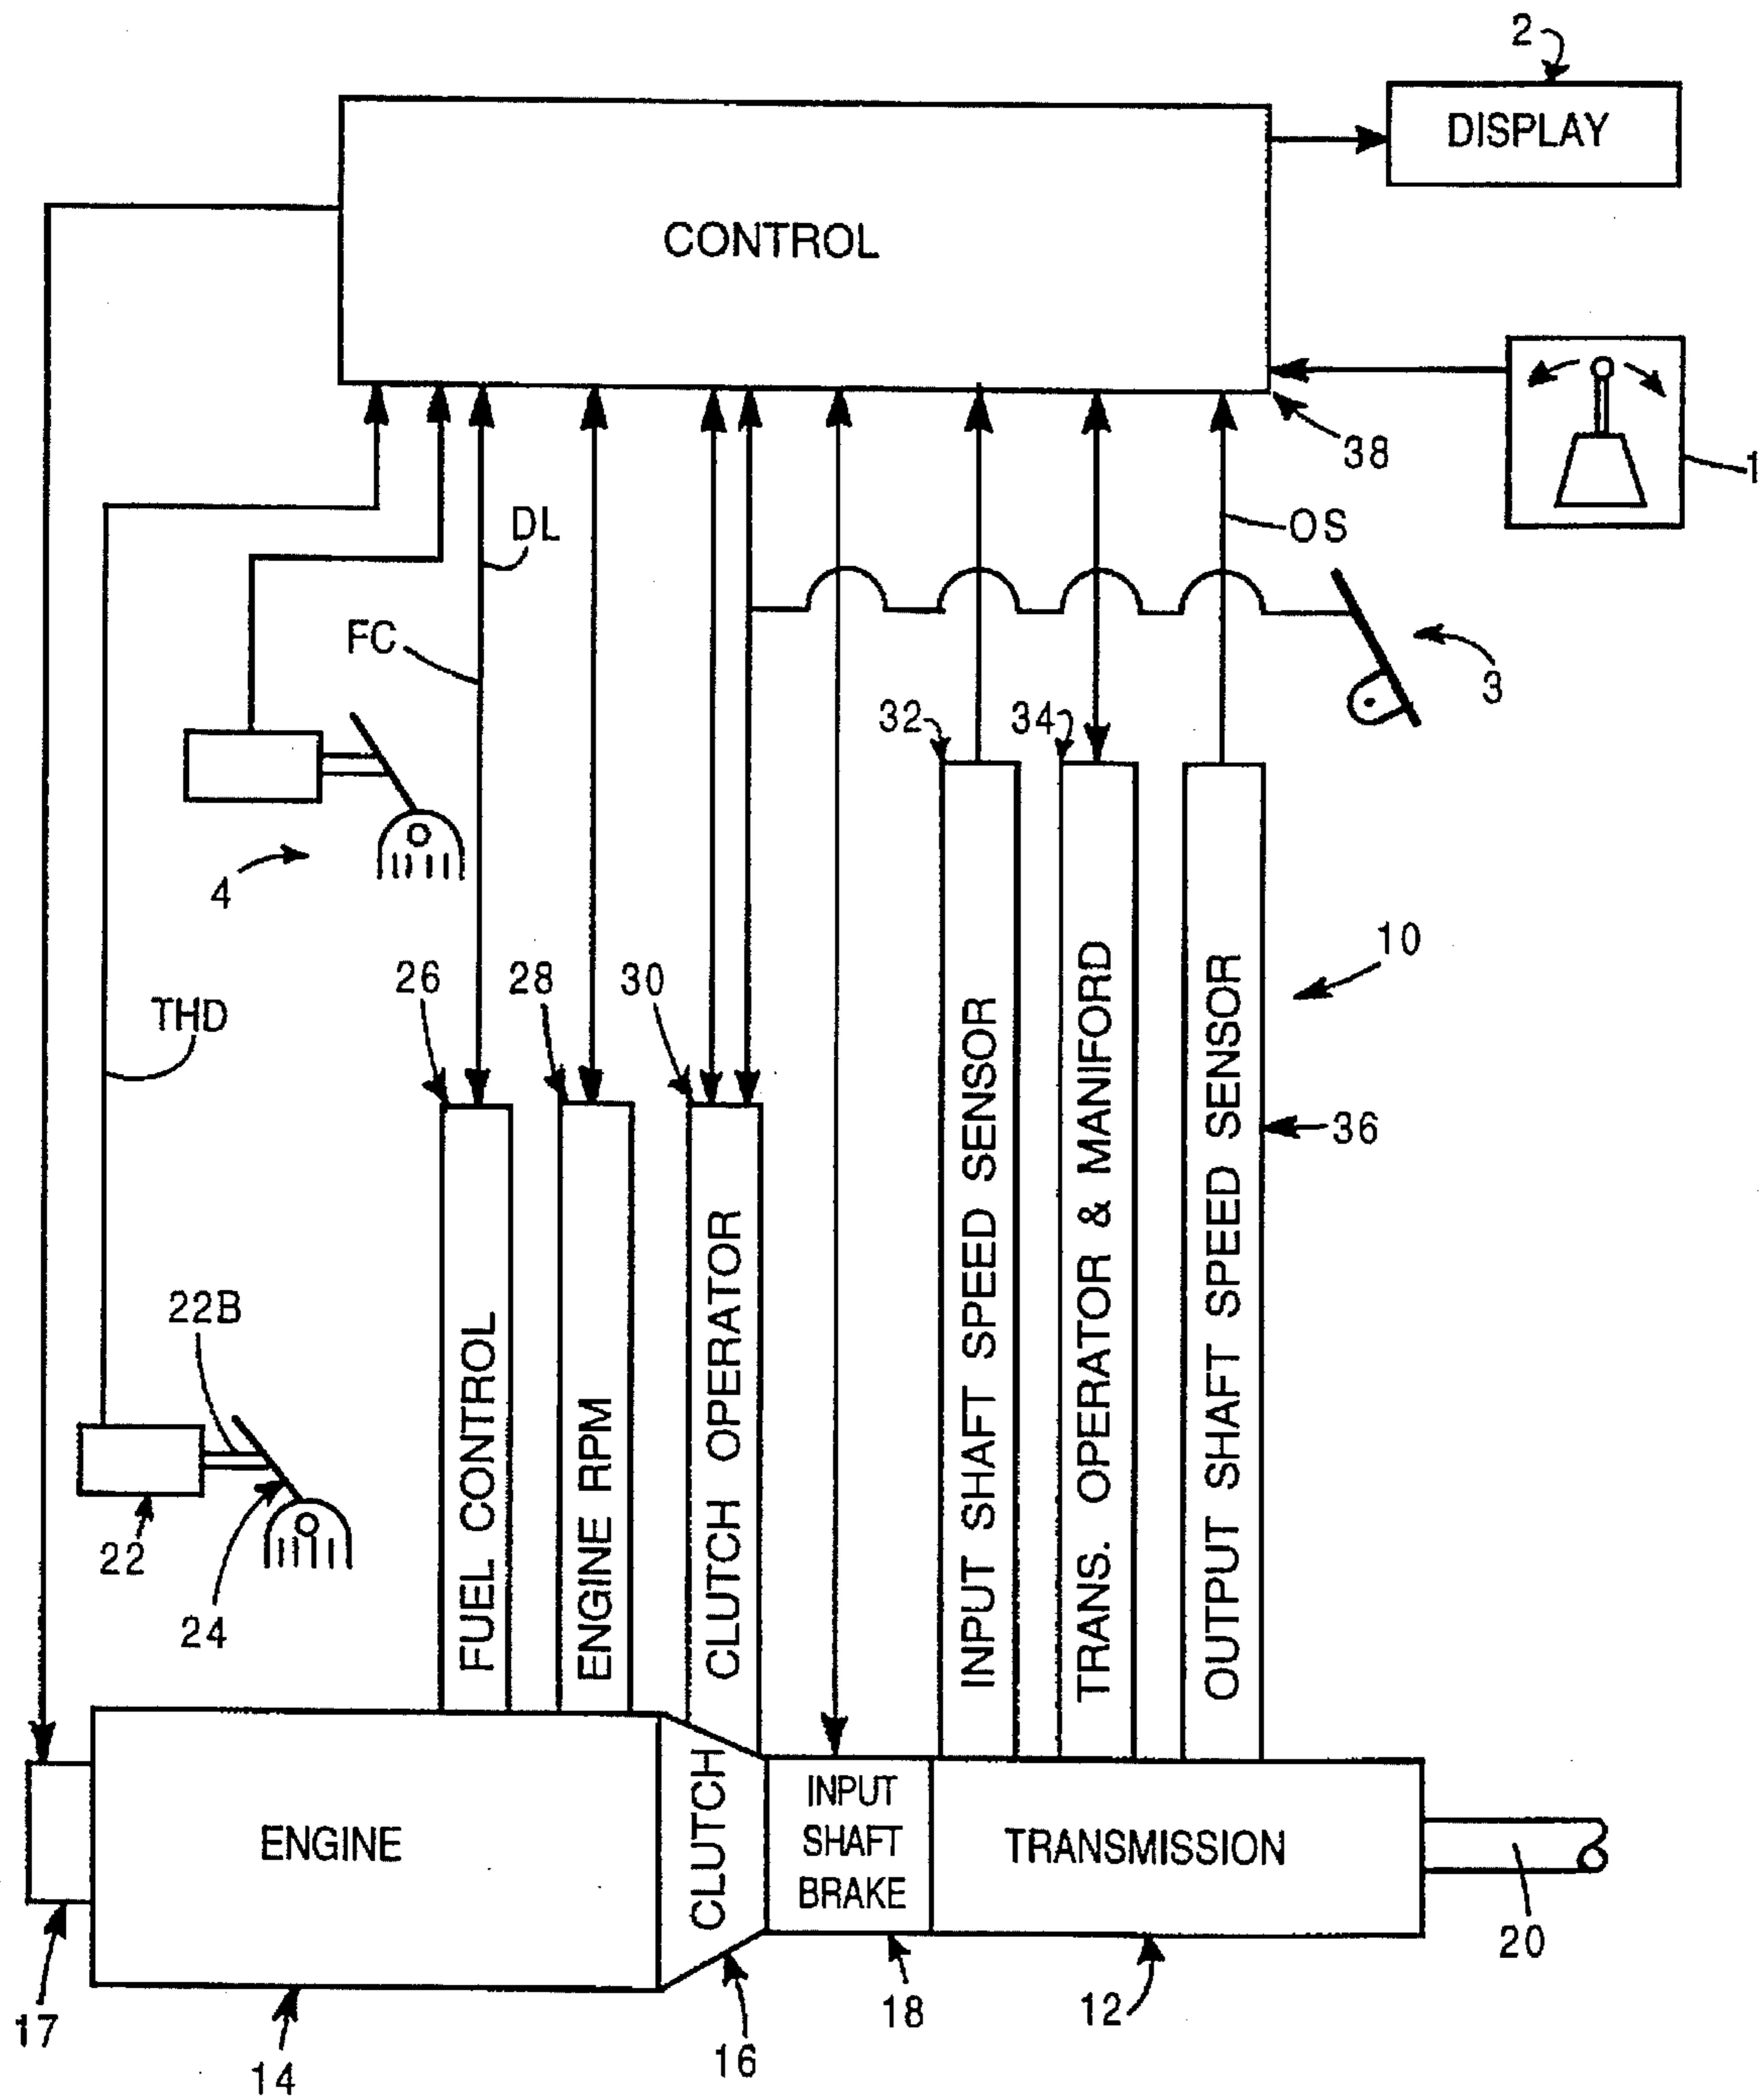 2
DISPLAY
CONTROL
38
1
DL
OS
FC
3
32
34
4
10
26
28
30
THD
36
22B
22
24
FUEL CONTROL
ENGINE RPM
CLUTCH OPERATOR
INPUT SHAFT SPEED SENSOR
TRANS. OPERATOR & MANIFORD
OUTPUT SHAFT SPEED SENSOR
ENGINE
CLUTCH
INPUT
SHAFT
BRAKE
TRANSMISSION
20
17
14
16
18
12